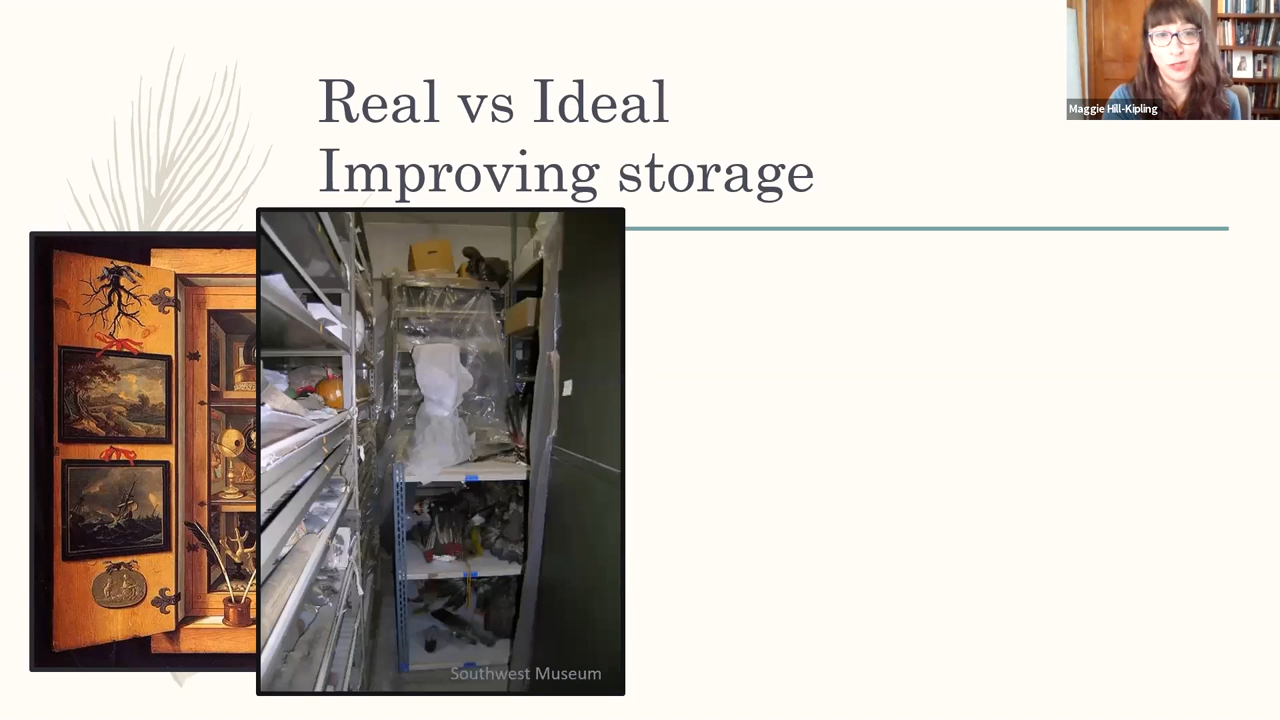 Real vs Ideal
Improving storage
Maggie Hill-Kipling
Southwest Museum